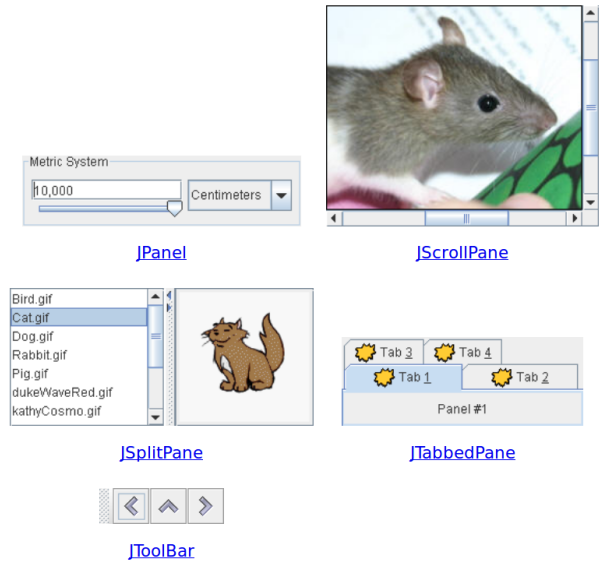 Metric System
10,000
Centimeters
JPanel
JScrollPane
Bird.gif
Cat.gif
Dog.gif
Rabbit.gif
Pig.gif
dukeWaveRed.gif
kathyCosmo.gif
JSplitPane
Tab 3 Tab 4
Tab 1 Tab 2
Panel #1
JTabbedPane
JToolBar